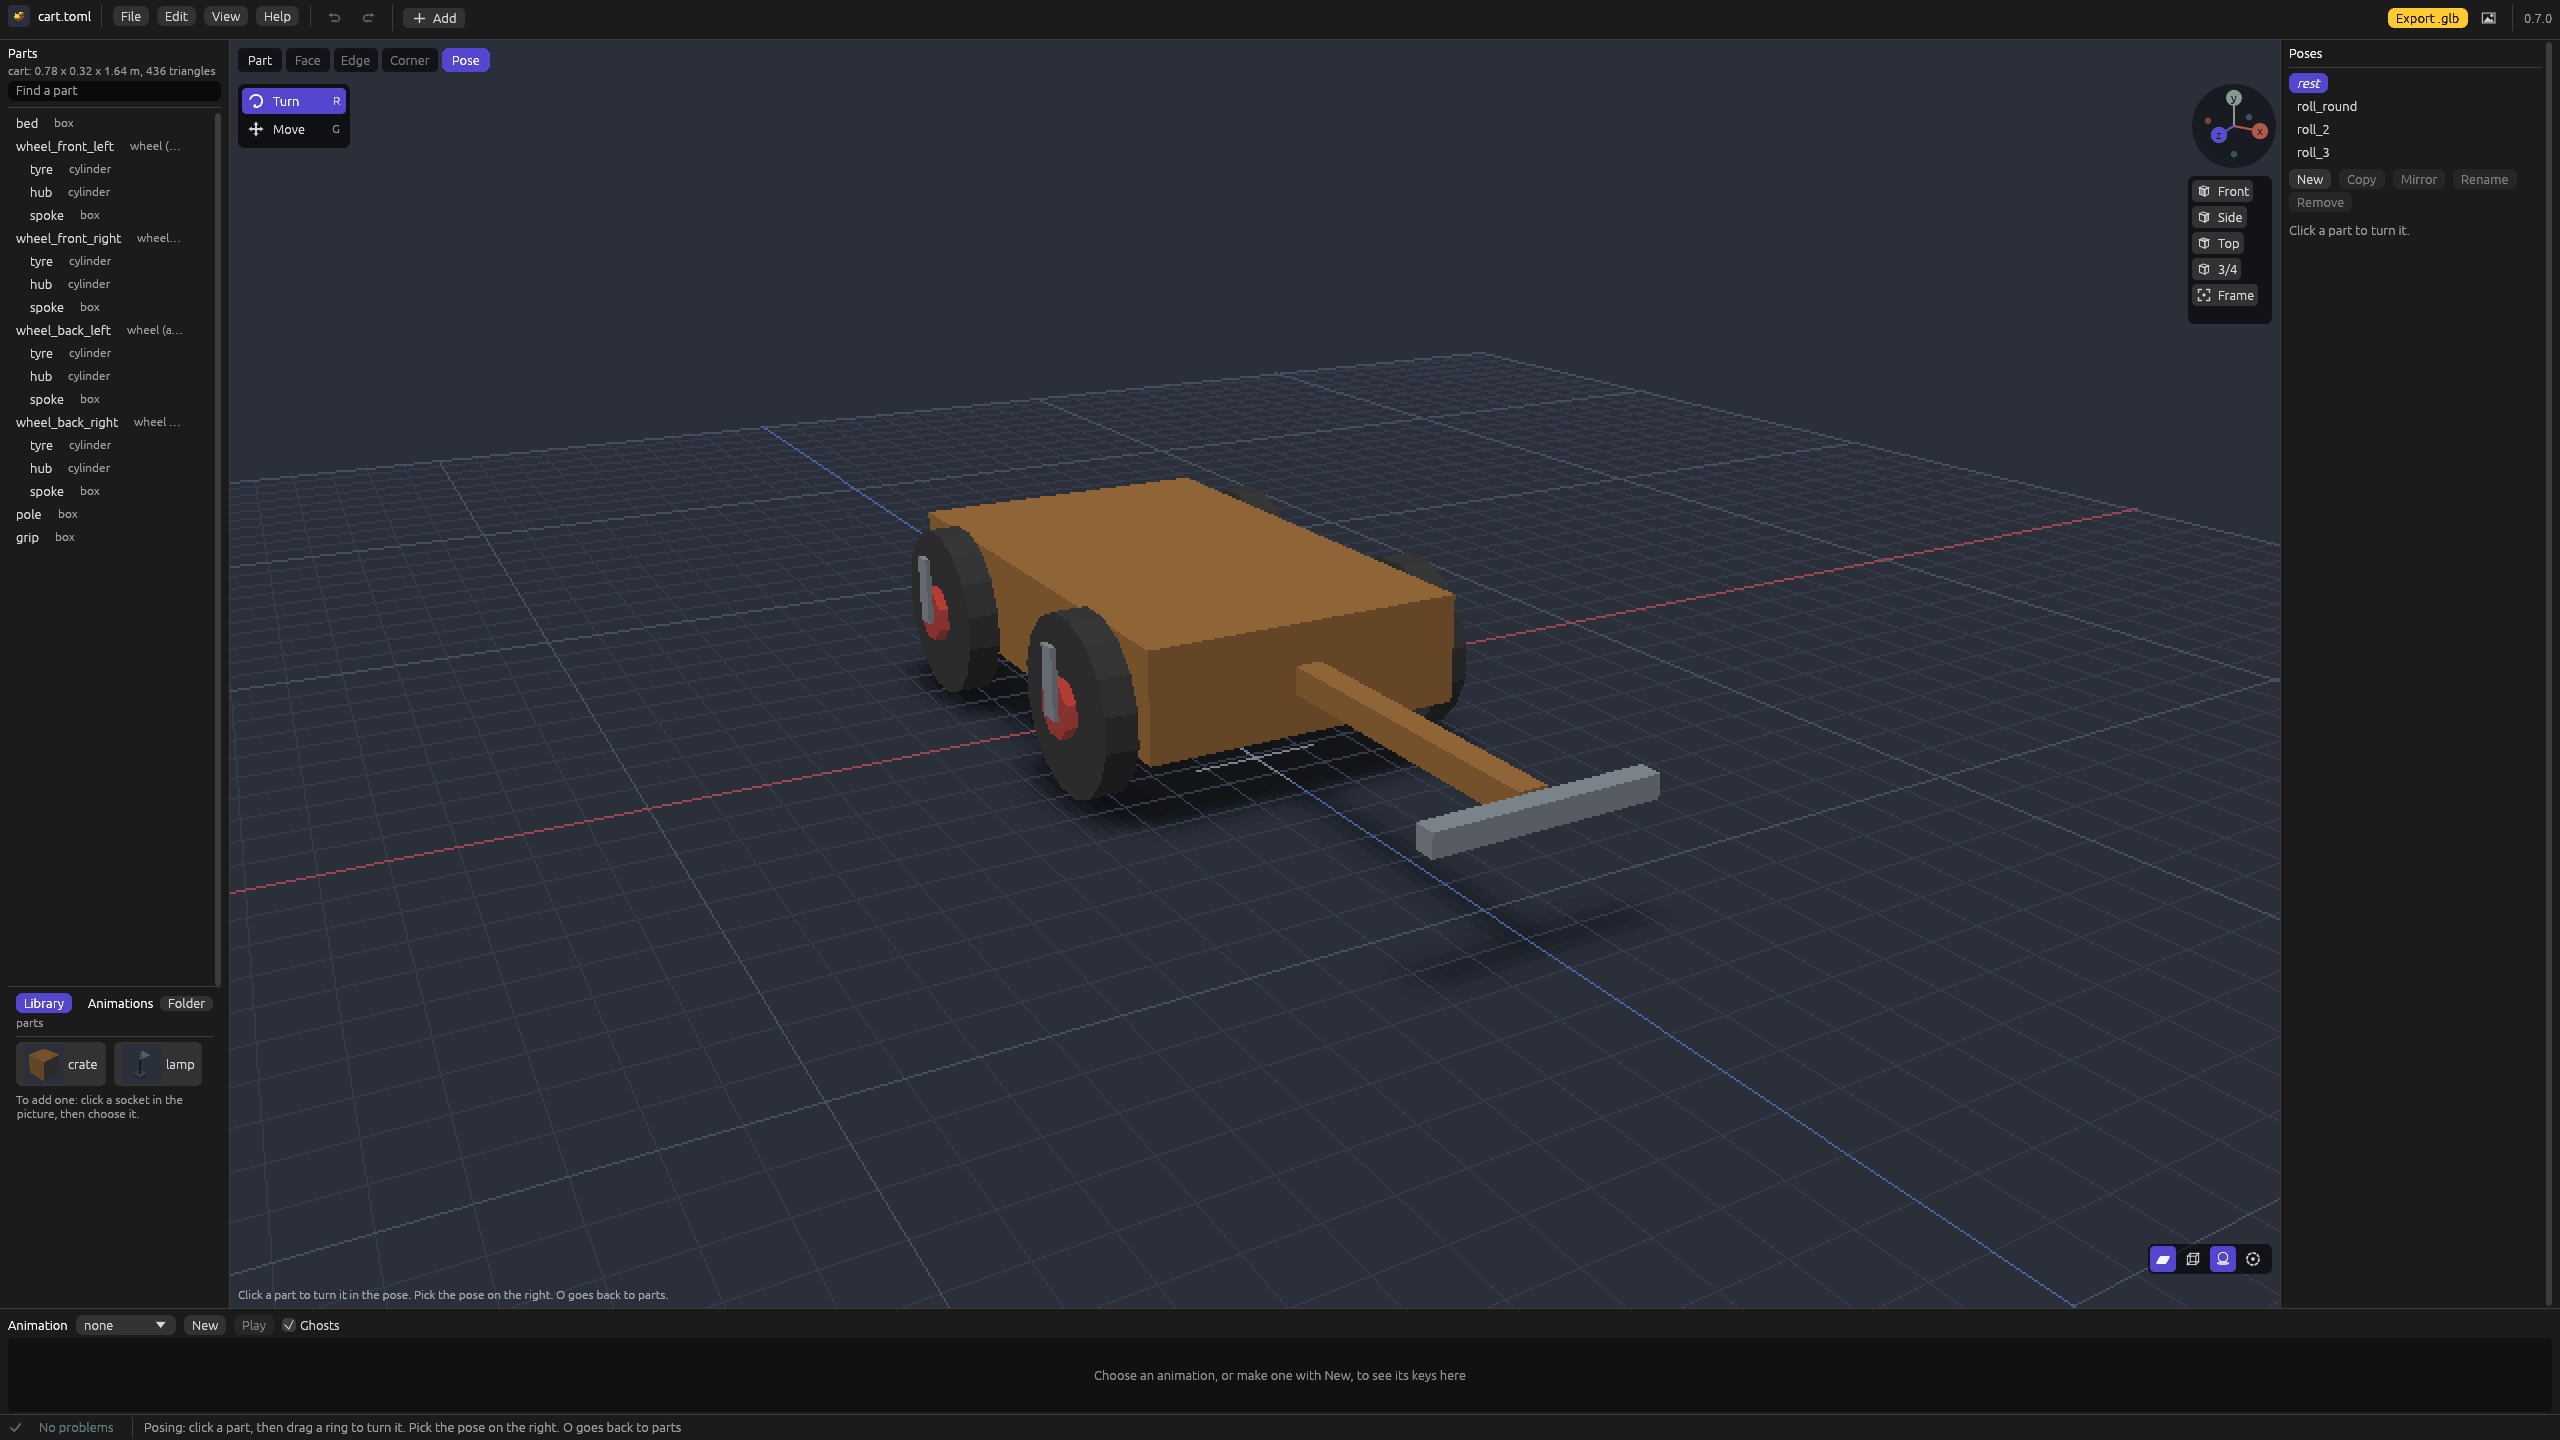 cart.toml File Edit View Help + Add Export .glb 0.7.0
Parts
cart: 0.78 x 0.32 x 1.64 m, 436 triangles
Find a part
bed box
wheel_front_left wheel (…
tyre cylinder
hub cylinder
spoke box
wheel_front_right wheel…
tyre cylinder
hub cylinder
spoke box
wheel_back_left wheel (a…
tyre cylinder
hub cylinder
spoke box
wheel_back_right wheel …
tyre cylinder
hub cylinder
spoke box
pole box
grip box
Library Animations Folder
parts
crate lamp
To add one: click a socket in the
picture, then choose it.
Part Face Edge Corner Pose
Turn R
Move G
y
z x
Front
Side
Top
3/4
Frame
Click a part to turn it in the pose. Pick the pose on the right. O goes back to parts.
Poses
rest
roll_round
roll_2
roll_3
New Copy Mirror Rename
Remove
Click a part to turn it.
Animation none New Play Ghosts
Choose an animation, or make one with New, to see its keys here
No problems Posing: click a part, then drag a ring to turn it. Pick the pose on the right. O goes back to parts